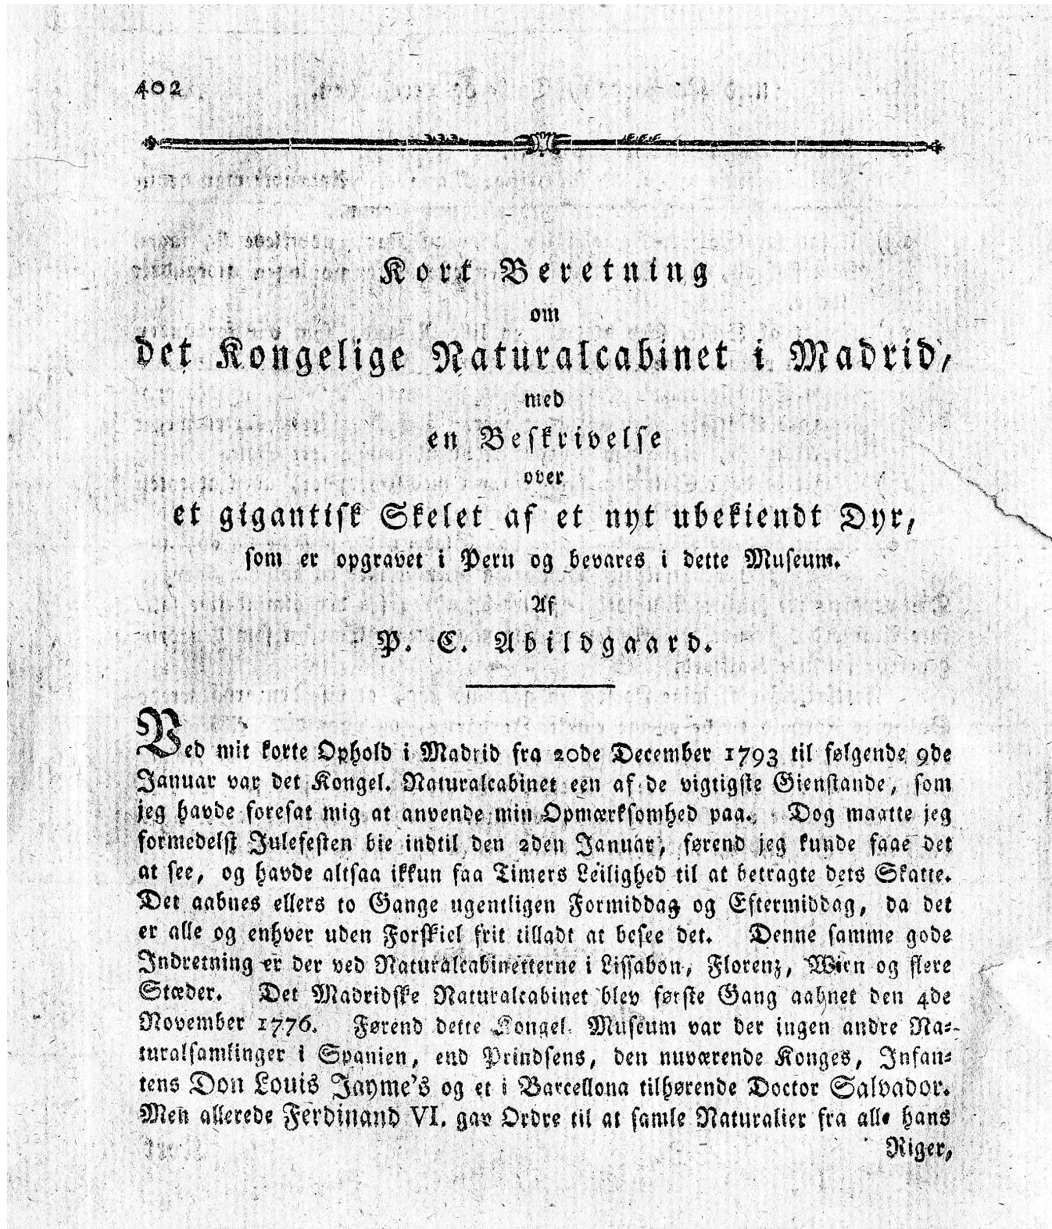 402
Kort Beretning
om
det Kongelige Naturalcabinet i Madrid,
med
en Beskrivelse
over
et gigantisk Skelet af et nyt ubekiendt Dyr,
som er opgravet i Peru og bevares i dette Museum.
Af
P. C. Abildgaard.
Ved mit korte Ophold i Madrid fra 20de December 1793 til følgende 9de
Januar var det Kongel. Naturalcabinet een af de vigtigste Gienstande, som
jeg havde foresat mig at anvende min Opmærksomhed paa. Dog maatte jeg
formedelst Julefesten bie indtil den 2den Januar, førend jeg kunde faae det
at see, og havde altsaa ikkun faa Timers Leilighed til at betragte dets Skatte.
Det aabnes ellers to Gange ugentligen Formiddag og Eftermiddag, da det
er alle og enhver uden Forskiel frit tilladt at besee det. Denne samme gode
Indretning er der ved Naturalcabinetterne i Lissabon, Florenz, Wien og flere
Stæder. Det Madridske Naturalcabinet blev første Gang aabnet den 4de
November 1776. Førend dette Kongel. Museum var der ingen andre Na-
turalsamlinger i Spanien, end Prindsens, den nuværende Konges, Infan-
tens Don Louis Jayme's og et i Barcellona tilhørende Doctor Salvador.
Men allerede Ferdinand VI. gav Ordre til at samle Naturalier fra alle hans
Riger,